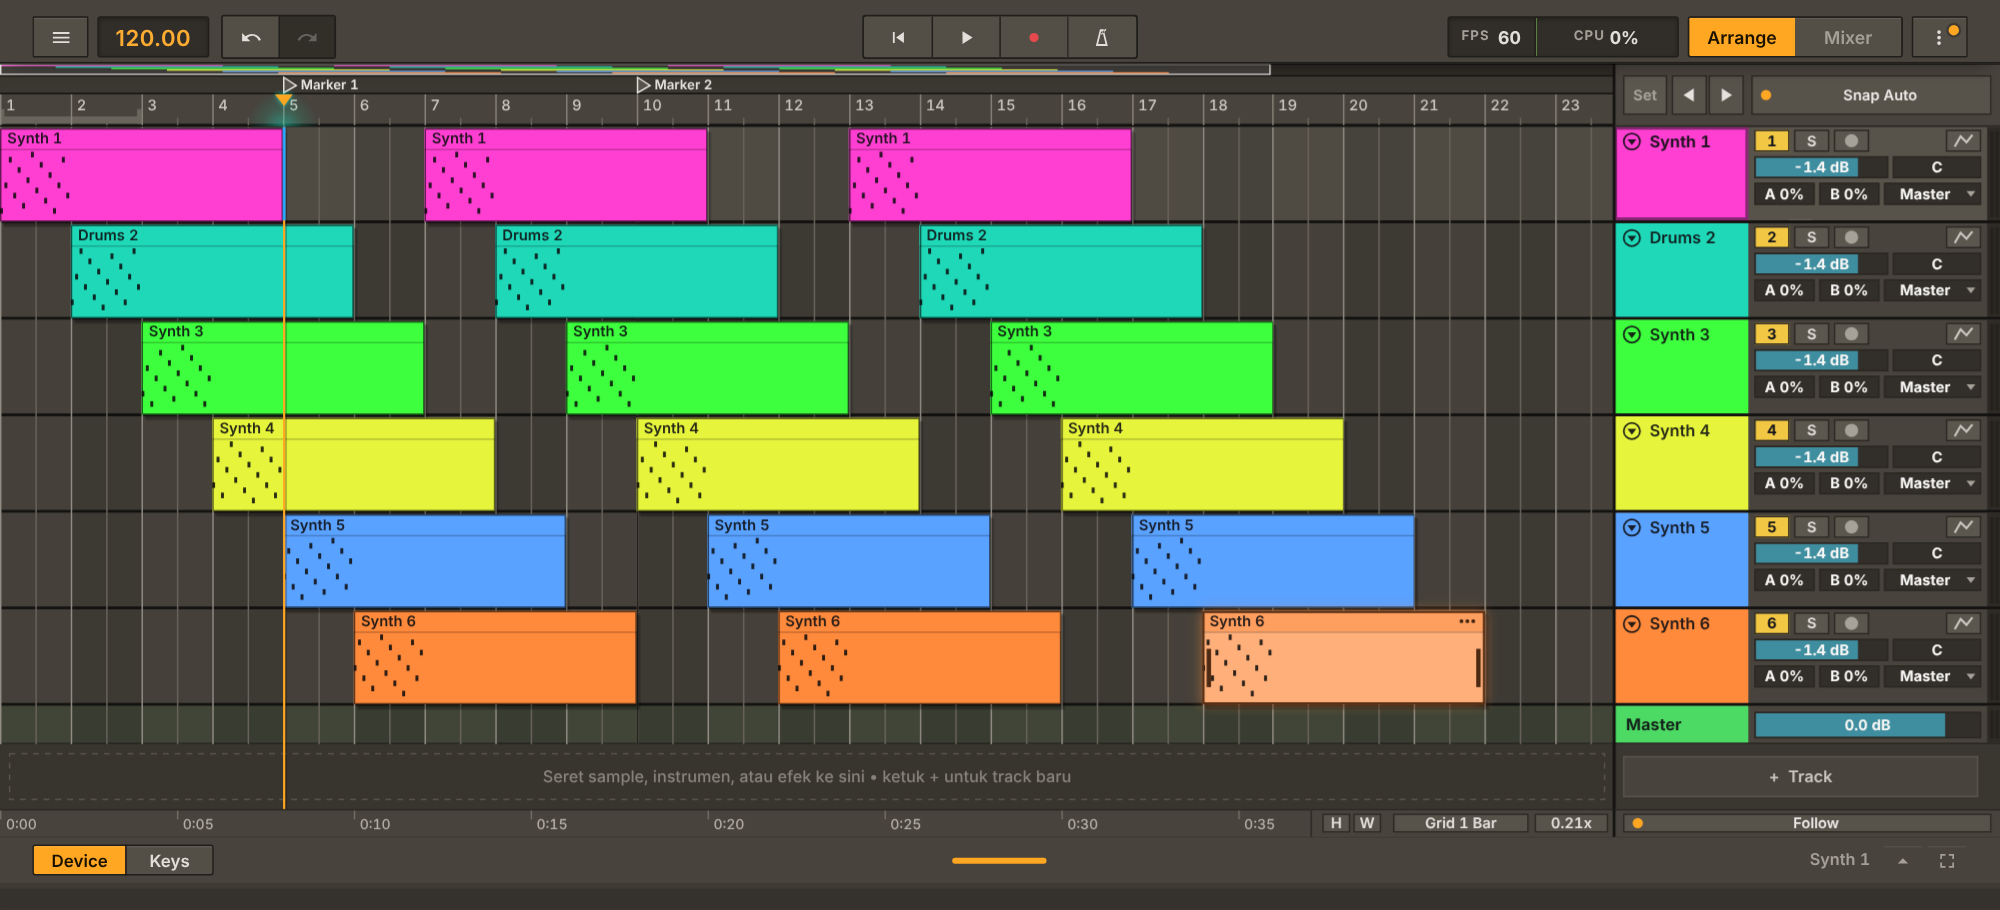 120.00
FPS 60 CPU 0% Arrange Mixer
Marker 1 Marker 2
1 2 3 4 5 6 7 8 9 10 11 12 13 14 15 16 17 18 19 20 21 22 23
Set Snap Auto
Synth 1 Synth 1 Synth 1 Synth 1 1 S
-1.4 dB C
A 0% B 0% Master
Drums 2 Drums 2 Drums 2 Drums 2 2 S
-1.4 dB C
A 0% B 0% Master
Synth 3 Synth 3 Synth 3 Synth 3 3 S
-1.4 dB C
A 0% B 0% Master
Synth 4 Synth 4 Synth 4 Synth 4 4 S
-1.4 dB C
A 0% B 0% Master
Synth 5 Synth 5 Synth 5 Synth 5 5 S
-1.4 dB C
A 0% B 0% Master
Synth 6 Synth 6 Synth 6 Synth 6 6 S
-1.4 dB C
A 0% B 0% Master
Master 0.0 dB
Seret sample, instrumen, atau efek ke sini • ketuk + untuk track baru
+ Track
0:00 0:05 0:10 0:15 0:20 0:25 0:30 0:35 H W Grid 1 Bar 0.21x Follow
Device Keys Synth 1